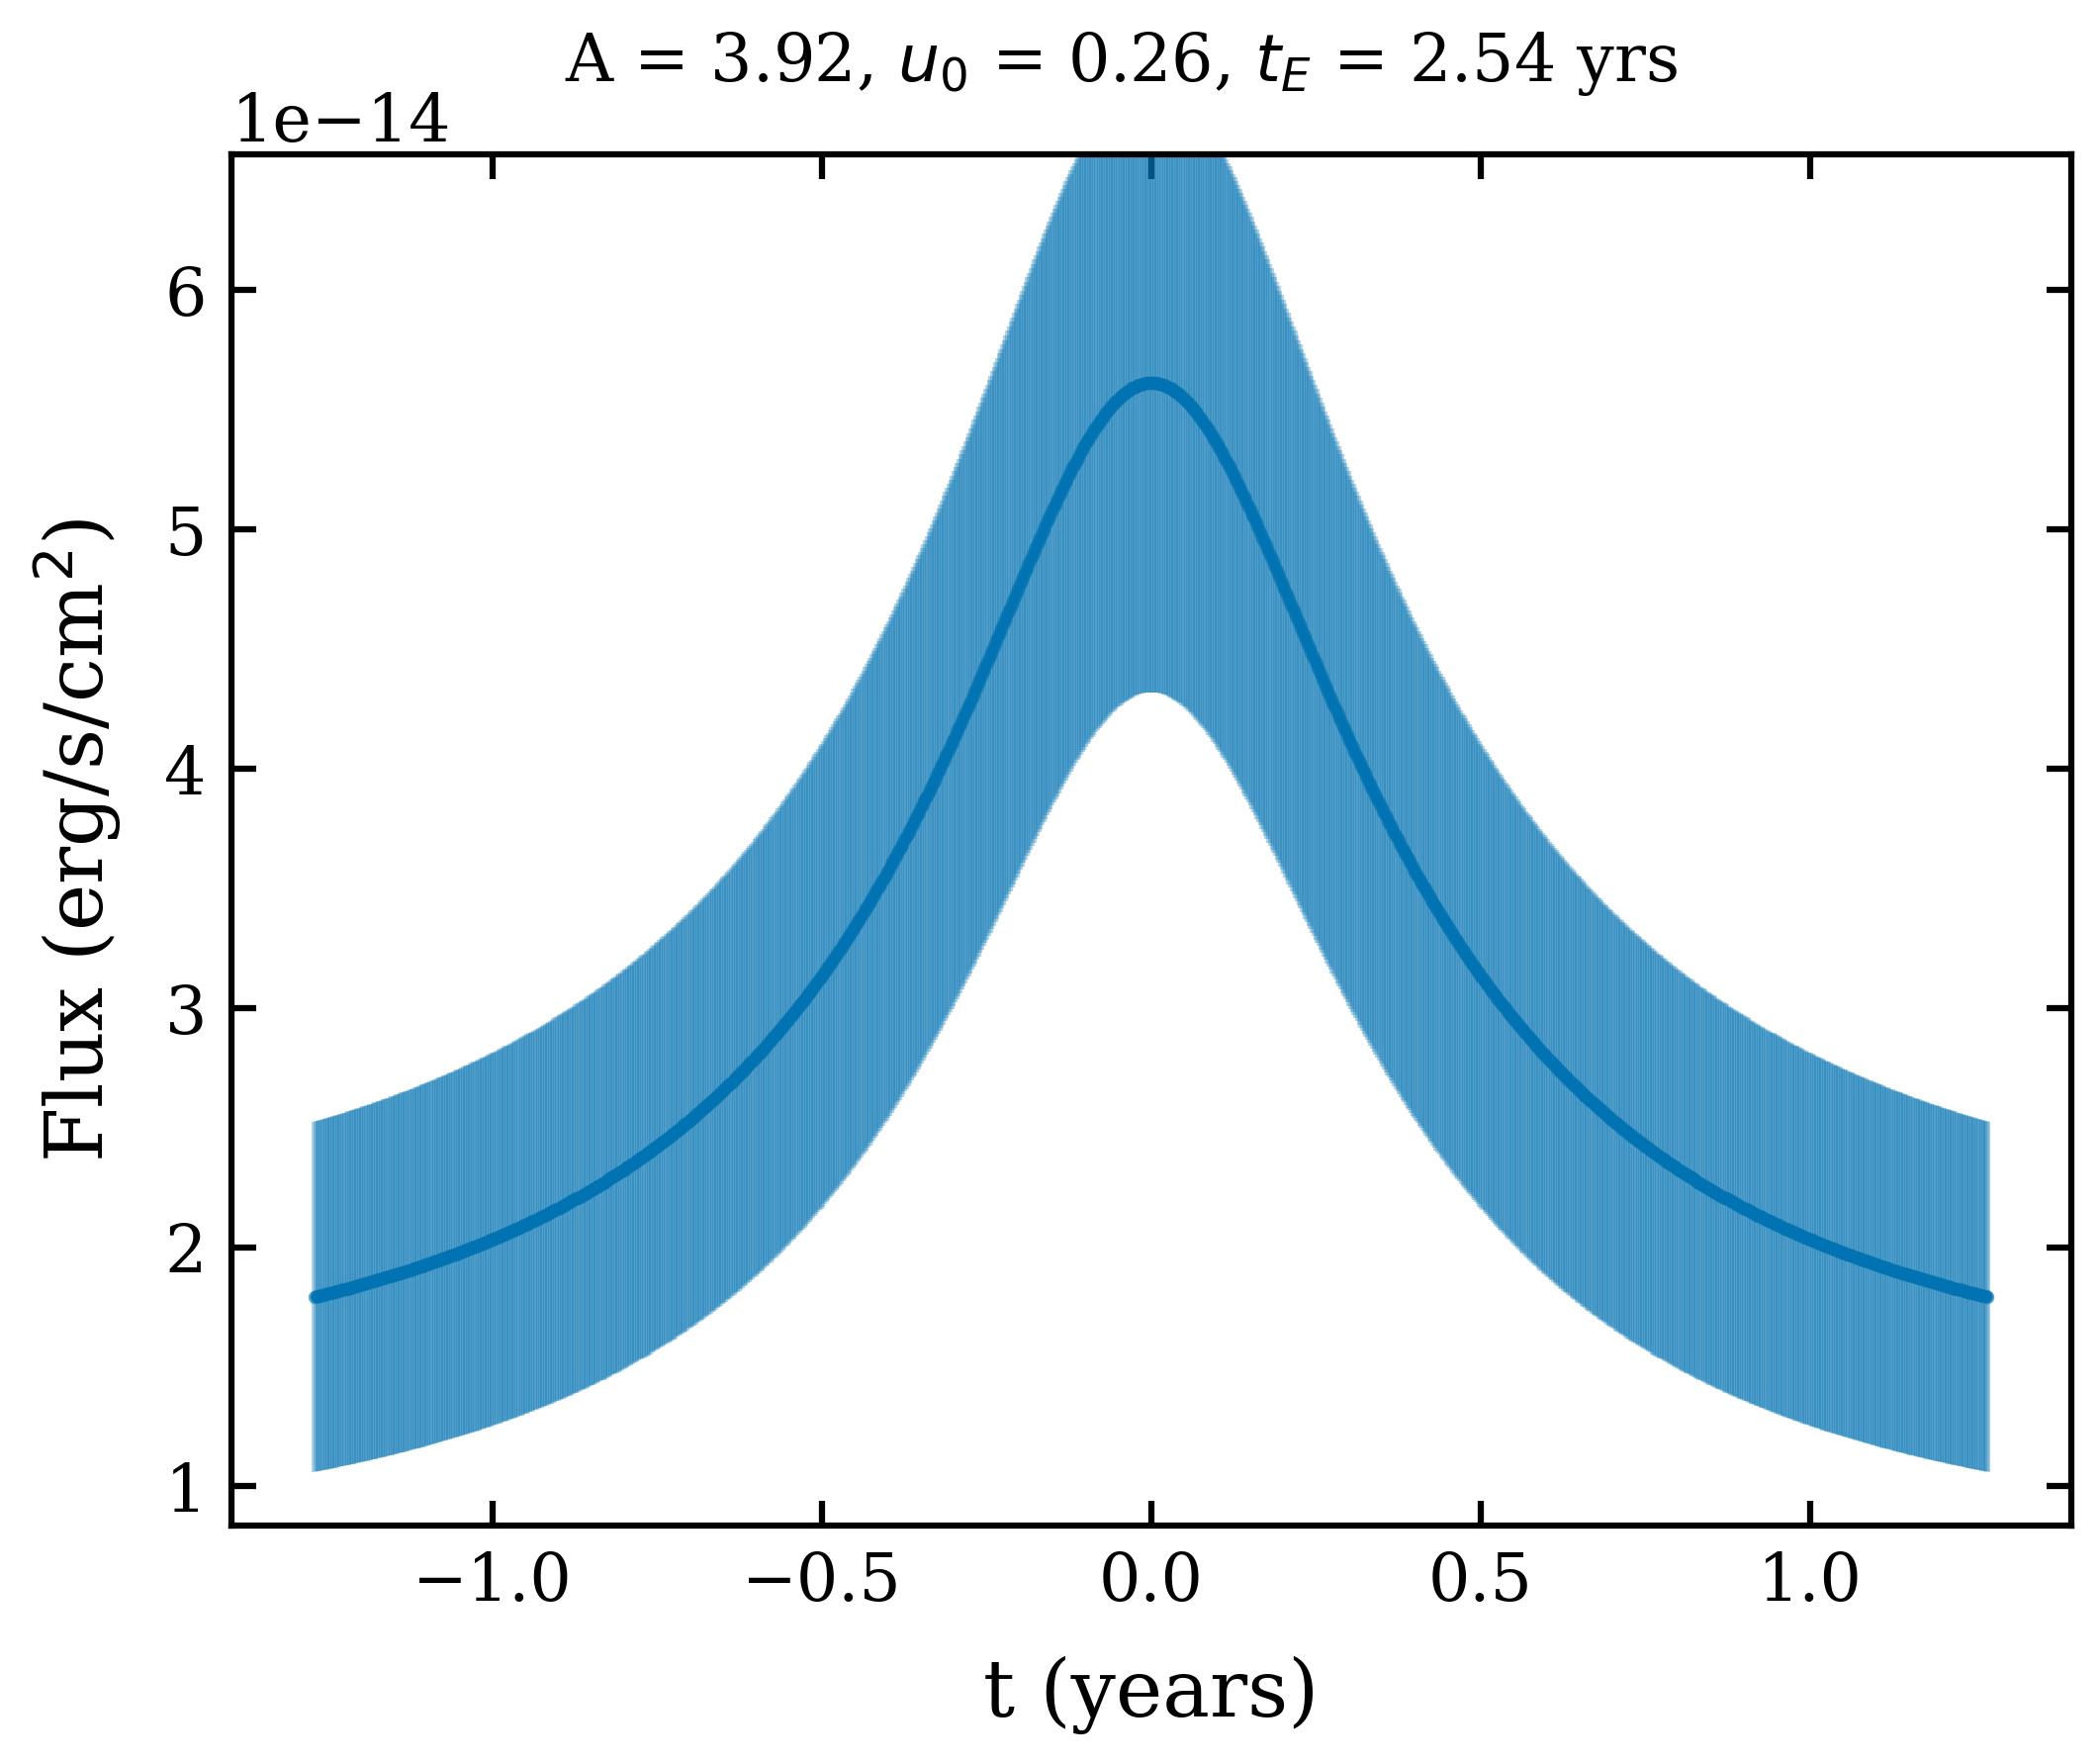 A = 3.92, u₀ = 0.26, t_E = 2.54 yrs
1e−14
6
5
4
3
2
1
Flux (erg/s/cm²)
−1.0 −0.5 0.0 0.5 1.0
t (years)